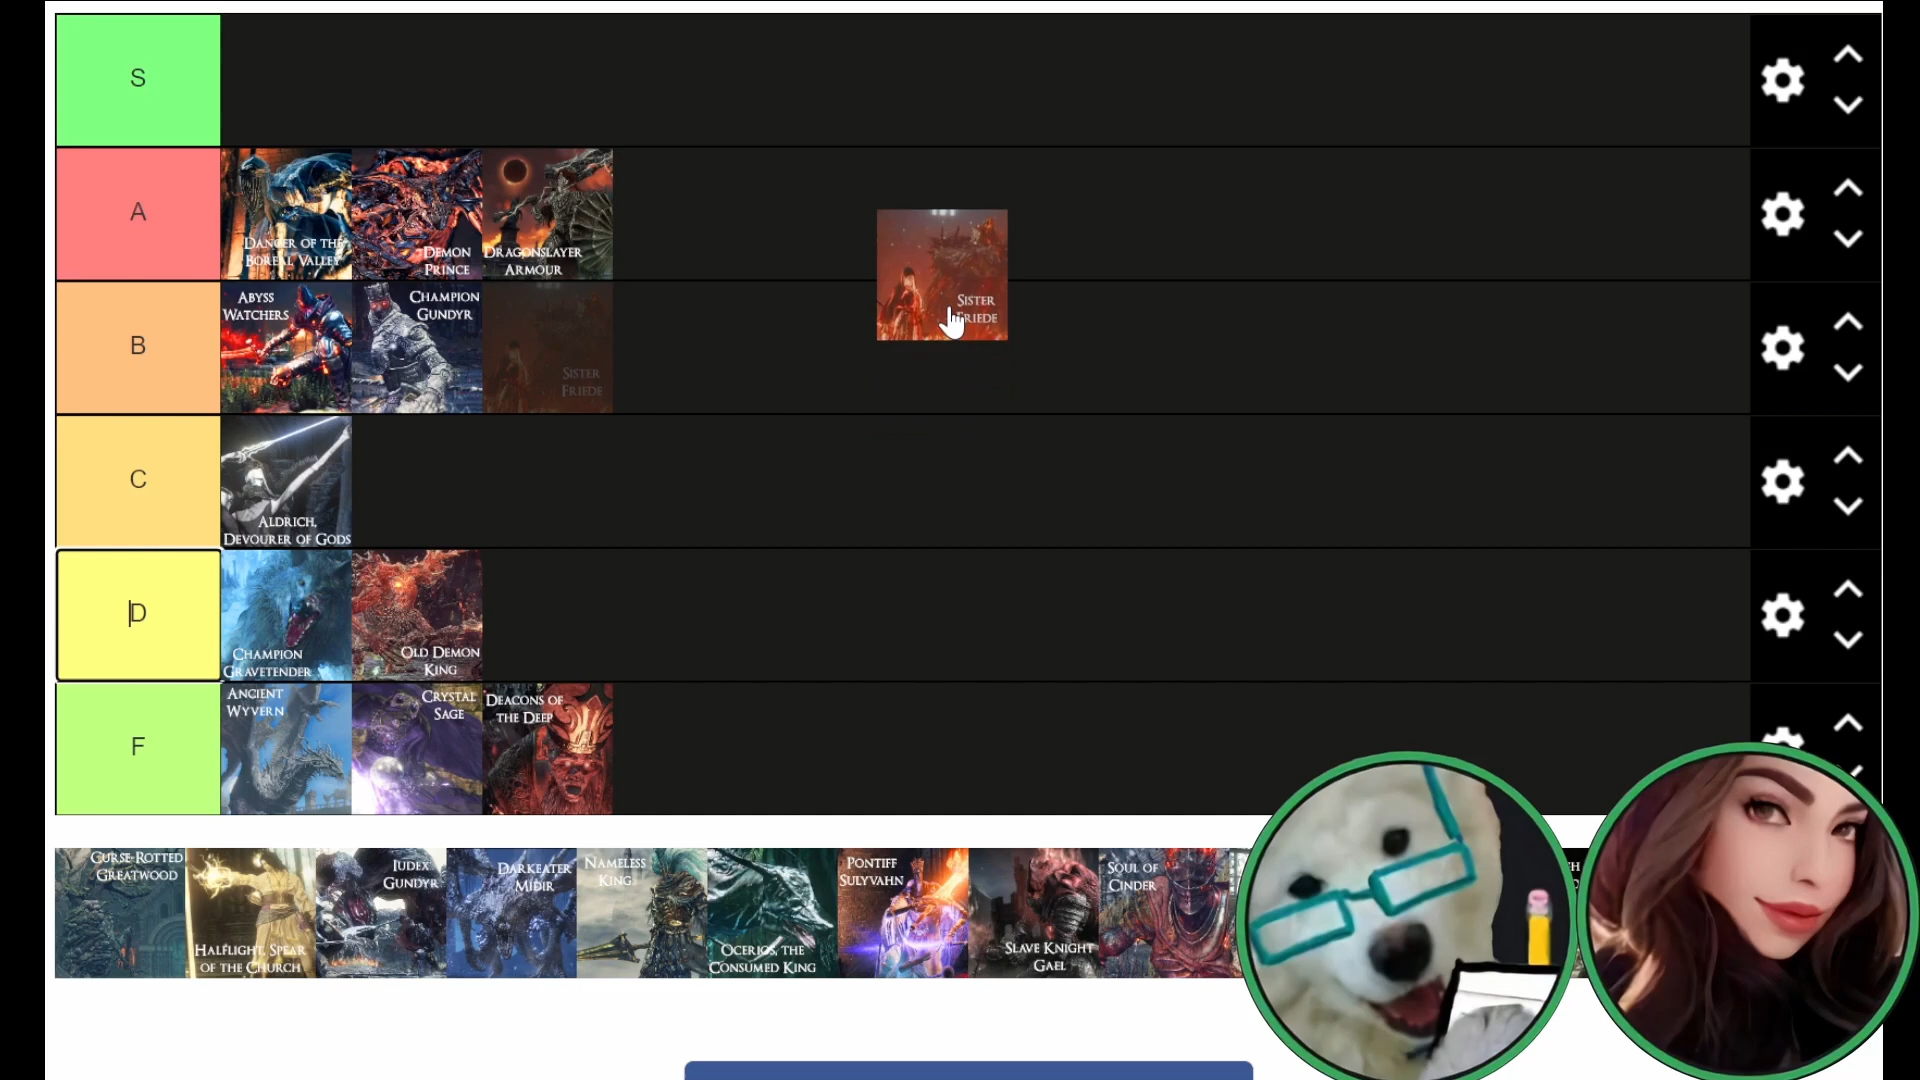 S
A
DANCER OF THE
BOREAL VALLEY
DEMON
PRINCE
DRAGONSLAYER
ARMOUR
SISTER
FRIEDE
B
ABYSS
WATCHERS
CHAMPION
GUNDYR
SISTER
FRIEDE
C
ALDRICH,
DEVOURER OF GODS
D
CHAMPION
GRAVETENDER
OLD DEMON
KING
F
ANCIENT
WYVERN
CRYSTAL
SAGE
DEACONS OF
THE DEEP
CURSE-ROTTED
GREATWOOD
HALFLIGHT, SPEAR
OF THE CHURCH
IUDEX
GUNDYR
DARKEATER
MIDIR
NAMELESS
KING
OCEROS, THE
CONSUMED KING
PONTIFF
SULYVAHN
SLAVE KNIGHT
GAEL
SOUL OF
CINDER